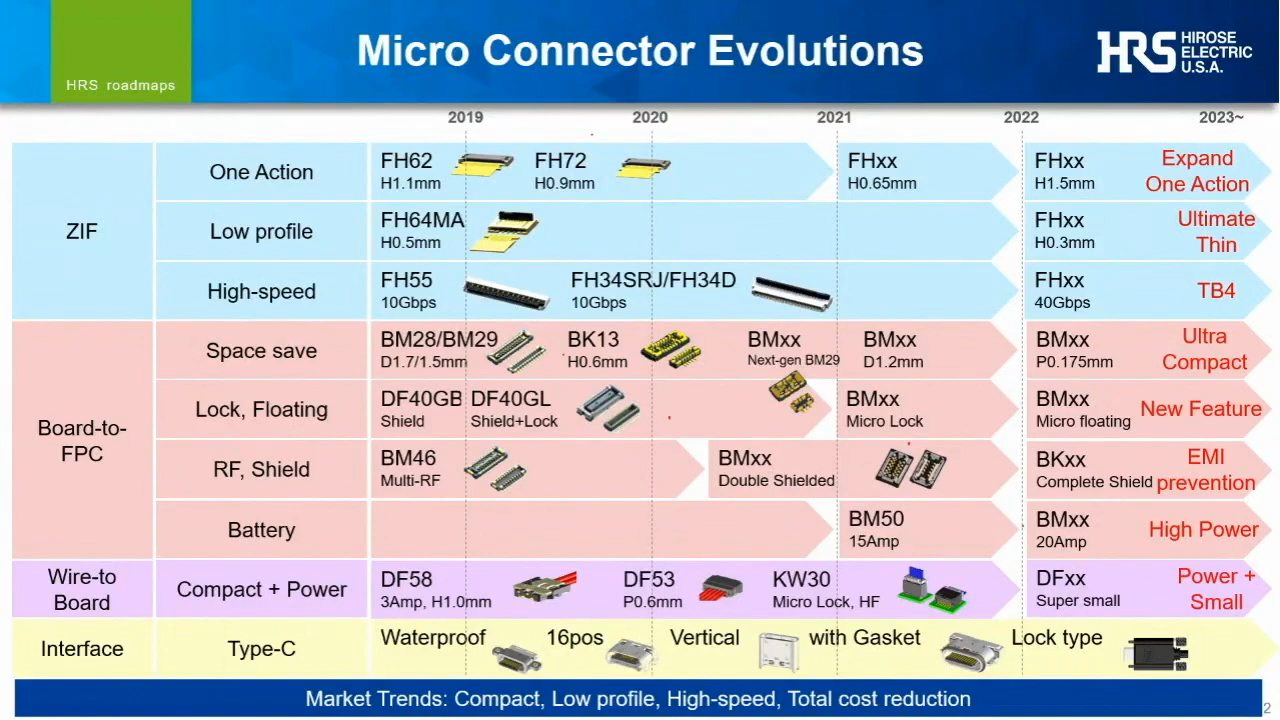 Micro Connector Evolutions
HRS roadmaps
HRS HIROSE
ELECTRIC
U.S.A.
2019 2020 2021 2022 2023~
ZIF
One Action
FH62
H1.1mm
FH72
H0.9mm
FHxx
H0.65mm
FHxx
H1.5mm
Expand
One Action
Low profile
FH64MA
H0.5mm
FHxx
H0.3mm
Ultimate
Thin
High-speed
FH55
10Gbps
FH34SRJ/FH34D
10Gbps
FHxx
40Gbps
TB4
Board-to-
FPC
Space save
BM28/BM29
D1.7/1.5mm
BK13
H0.6mm
BMxx
Next-gen BM29
BMxx
D1.2mm
BMxx
P0.175mm
Ultra
Compact
Lock, Floating
DF40GB
Shield
DF40GL
Shield+Lock
BMxx
Micro Lock
BMxx
Micro floating
New Feature
RF, Shield
BM46
Multi-RF
BMxx
Double Shielded
BKxx
Complete Shield
EMI
prevention
Battery
BM50
15Amp
BMxx
20Amp
High Power
Wire-to
Board
Compact + Power
DF58
3Amp, H1.0mm
DF53
P0.6mm
KW30
Micro Lock, HF
DFxx
Super small
Power +
Small
Interface
Type-C
Waterproof
16pos
Vertical
with Gasket
Lock type
Market Trends: Compact, Low profile, High-speed, Total cost reduction
2